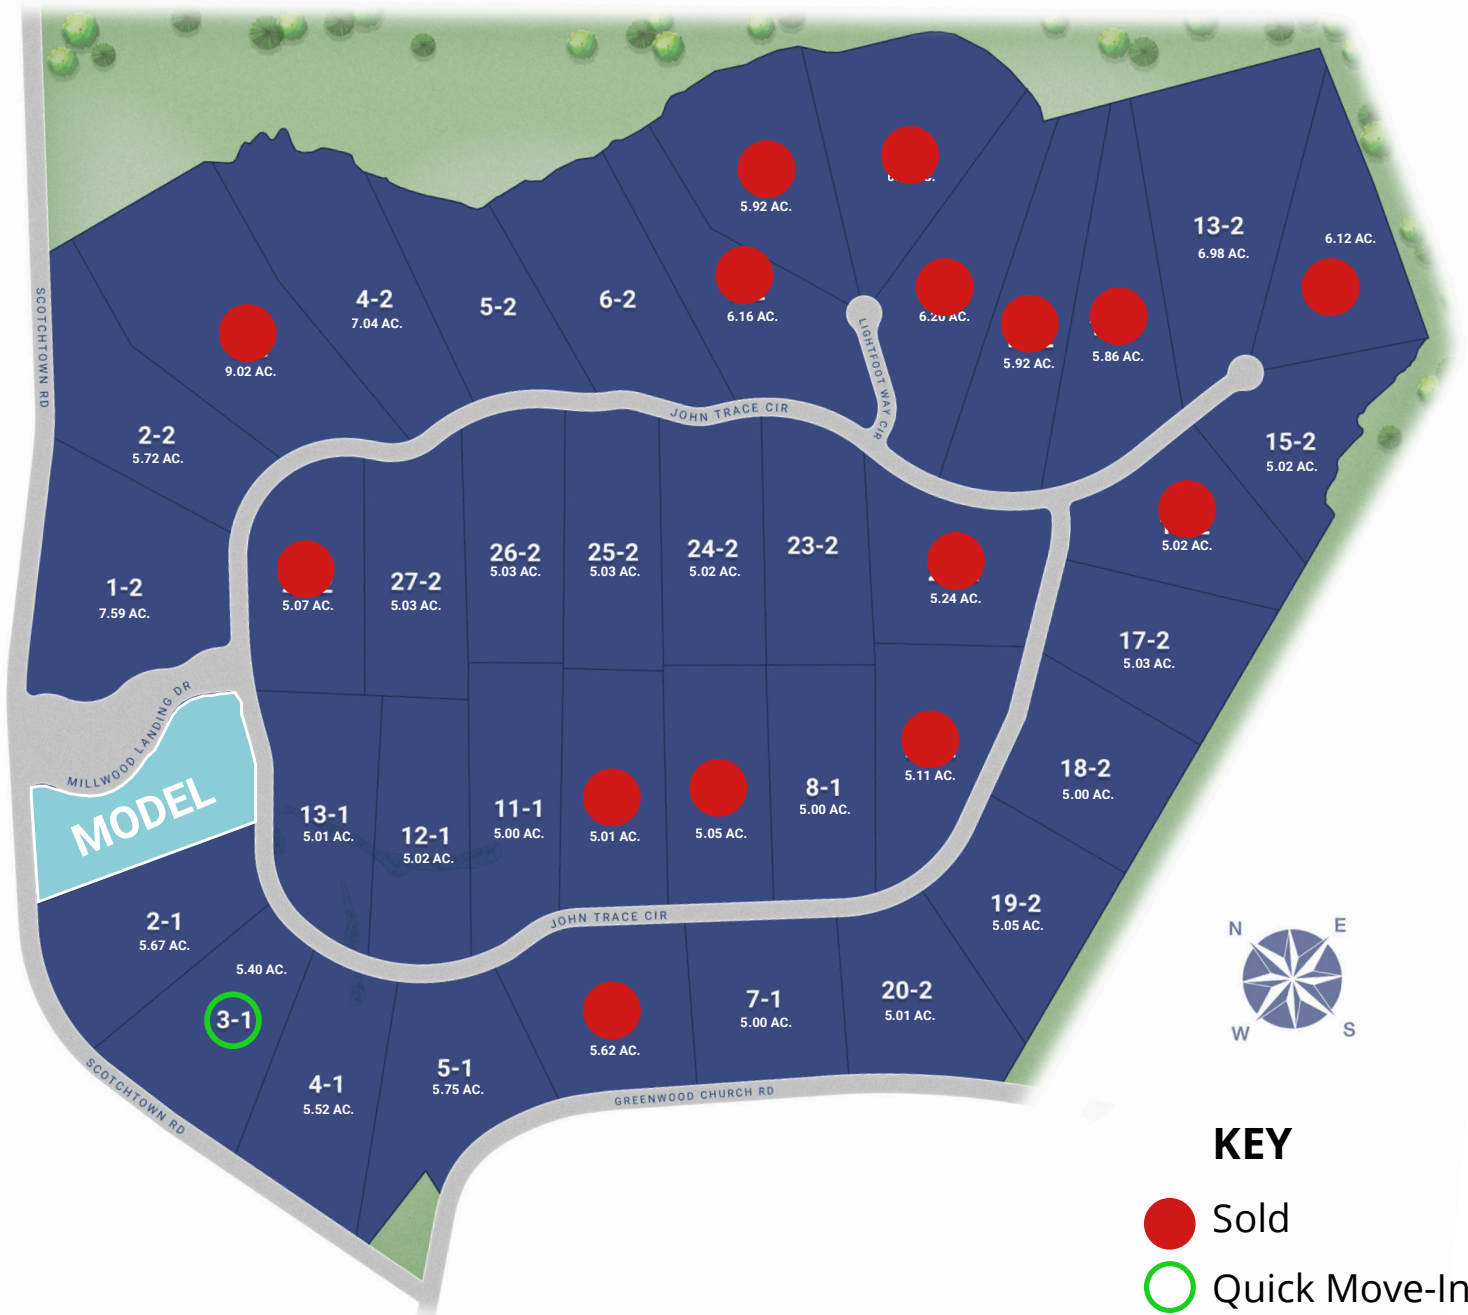 5.92 AC.
13-2
6.98 AC.
6.12 AC.
4-2
7.04 AC.
5-2
6-2
6.16 AC.
6.20 AC.
5.92 AC.
5.86 AC.
9.02 AC.
SCOTCHTOWN RD
LIGHTFOOT WAY CIR
JOHN TRACE CIR
2-2
5.72 AC.
15-2
5.02 AC.
5.02 AC.
1-2
7.59 AC.
5.07 AC.
27-2
5.03 AC.
26-2
5.03 AC.
25-2
5.03 AC.
24-2
5.02 AC.
23-2
5.24 AC.
17-2
5.03 AC.
MILLWOOD LANDING DR
MODEL
13-1
5.01 AC.
12-1
5.02 AC.
11-1
5.00 AC.
5.01 AC.
5.05 AC.
8-1
5.00 AC.
5.11 AC.
18-2
5.00 AC.
19-2
5.05 AC.
JOHN TRACE CIR
2-1
5.67 AC.
5.40 AC.
3-1
4-1
5.52 AC.
5-1
5.75 AC.
5.62 AC.
7-1
5.00 AC.
20-2
5.01 AC.
SCOTCHTOWN RD
GREENWOOD CHURCH RD
N
E
W
S
KEY
Sold
Quick Move-In